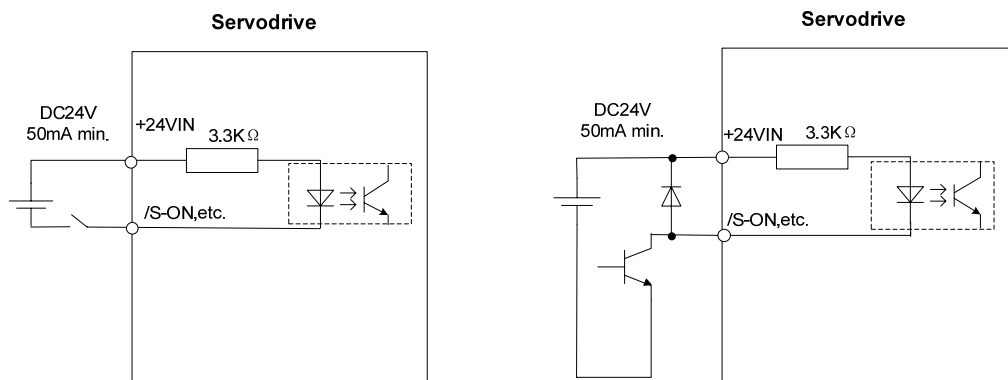 Servodrive
DC24V
50mA min.
+24VIN
3.3KΩ
/S-ON,etc.
Servodrive
DC24V
50mA min.
+24VIN
3.3KΩ
/S-ON,etc.